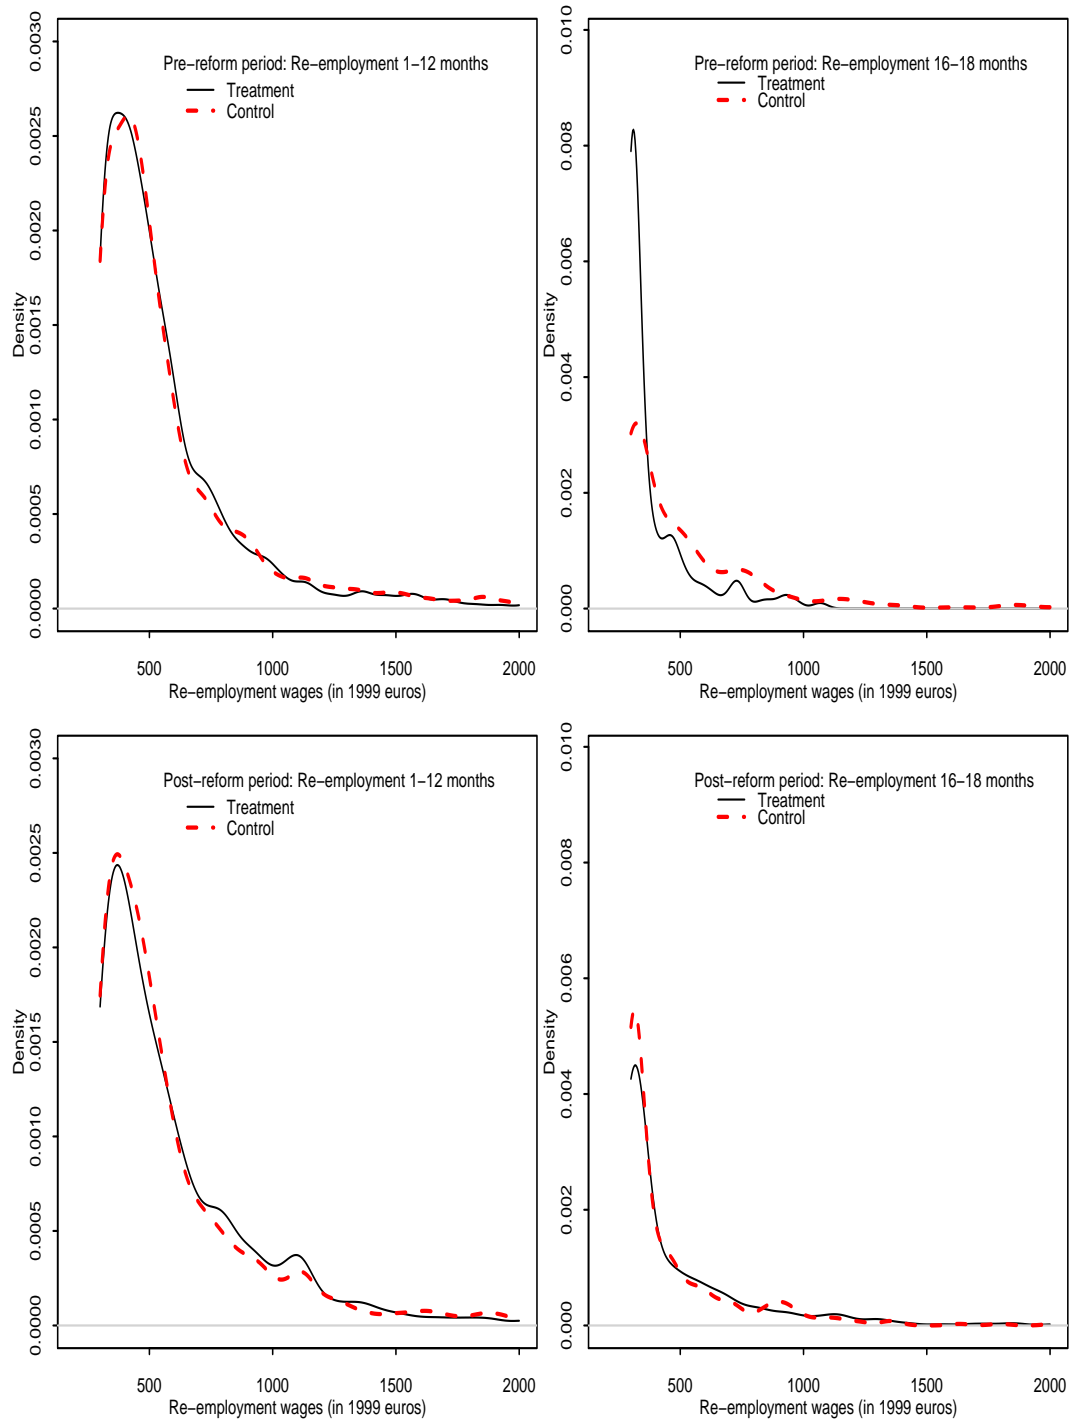 Pre−reform period: Re−employment 1−12 months
Treatment
Control
Density
0.0000
0.0005
0.0010
0.0015
0.0020
0.0025
0.0030
500
1000
1500
2000
Re−employment wages (in 1999 euros)
Pre−reform period: Re−employment 16−18 months
Treatment
Control
Density
0.000
0.002
0.004
0.006
0.008
0.010
500
1000
1500
2000
Re−employment wages (in 1999 euros)
Post−reform period: Re−employment 1−12 months
Treatment
Control
Density
0.0000
0.0005
0.0010
0.0015
0.0020
0.0025
0.0030
500
1000
1500
2000
Re−employment wages (in 1999 euros)
Post−reform period: Re−employment 16−18 months
Treatment
Control
Density
0.000
0.002
0.004
0.006
0.008
0.010
500
1000
1500
2000
Re−employment wages (in 1999 euros)